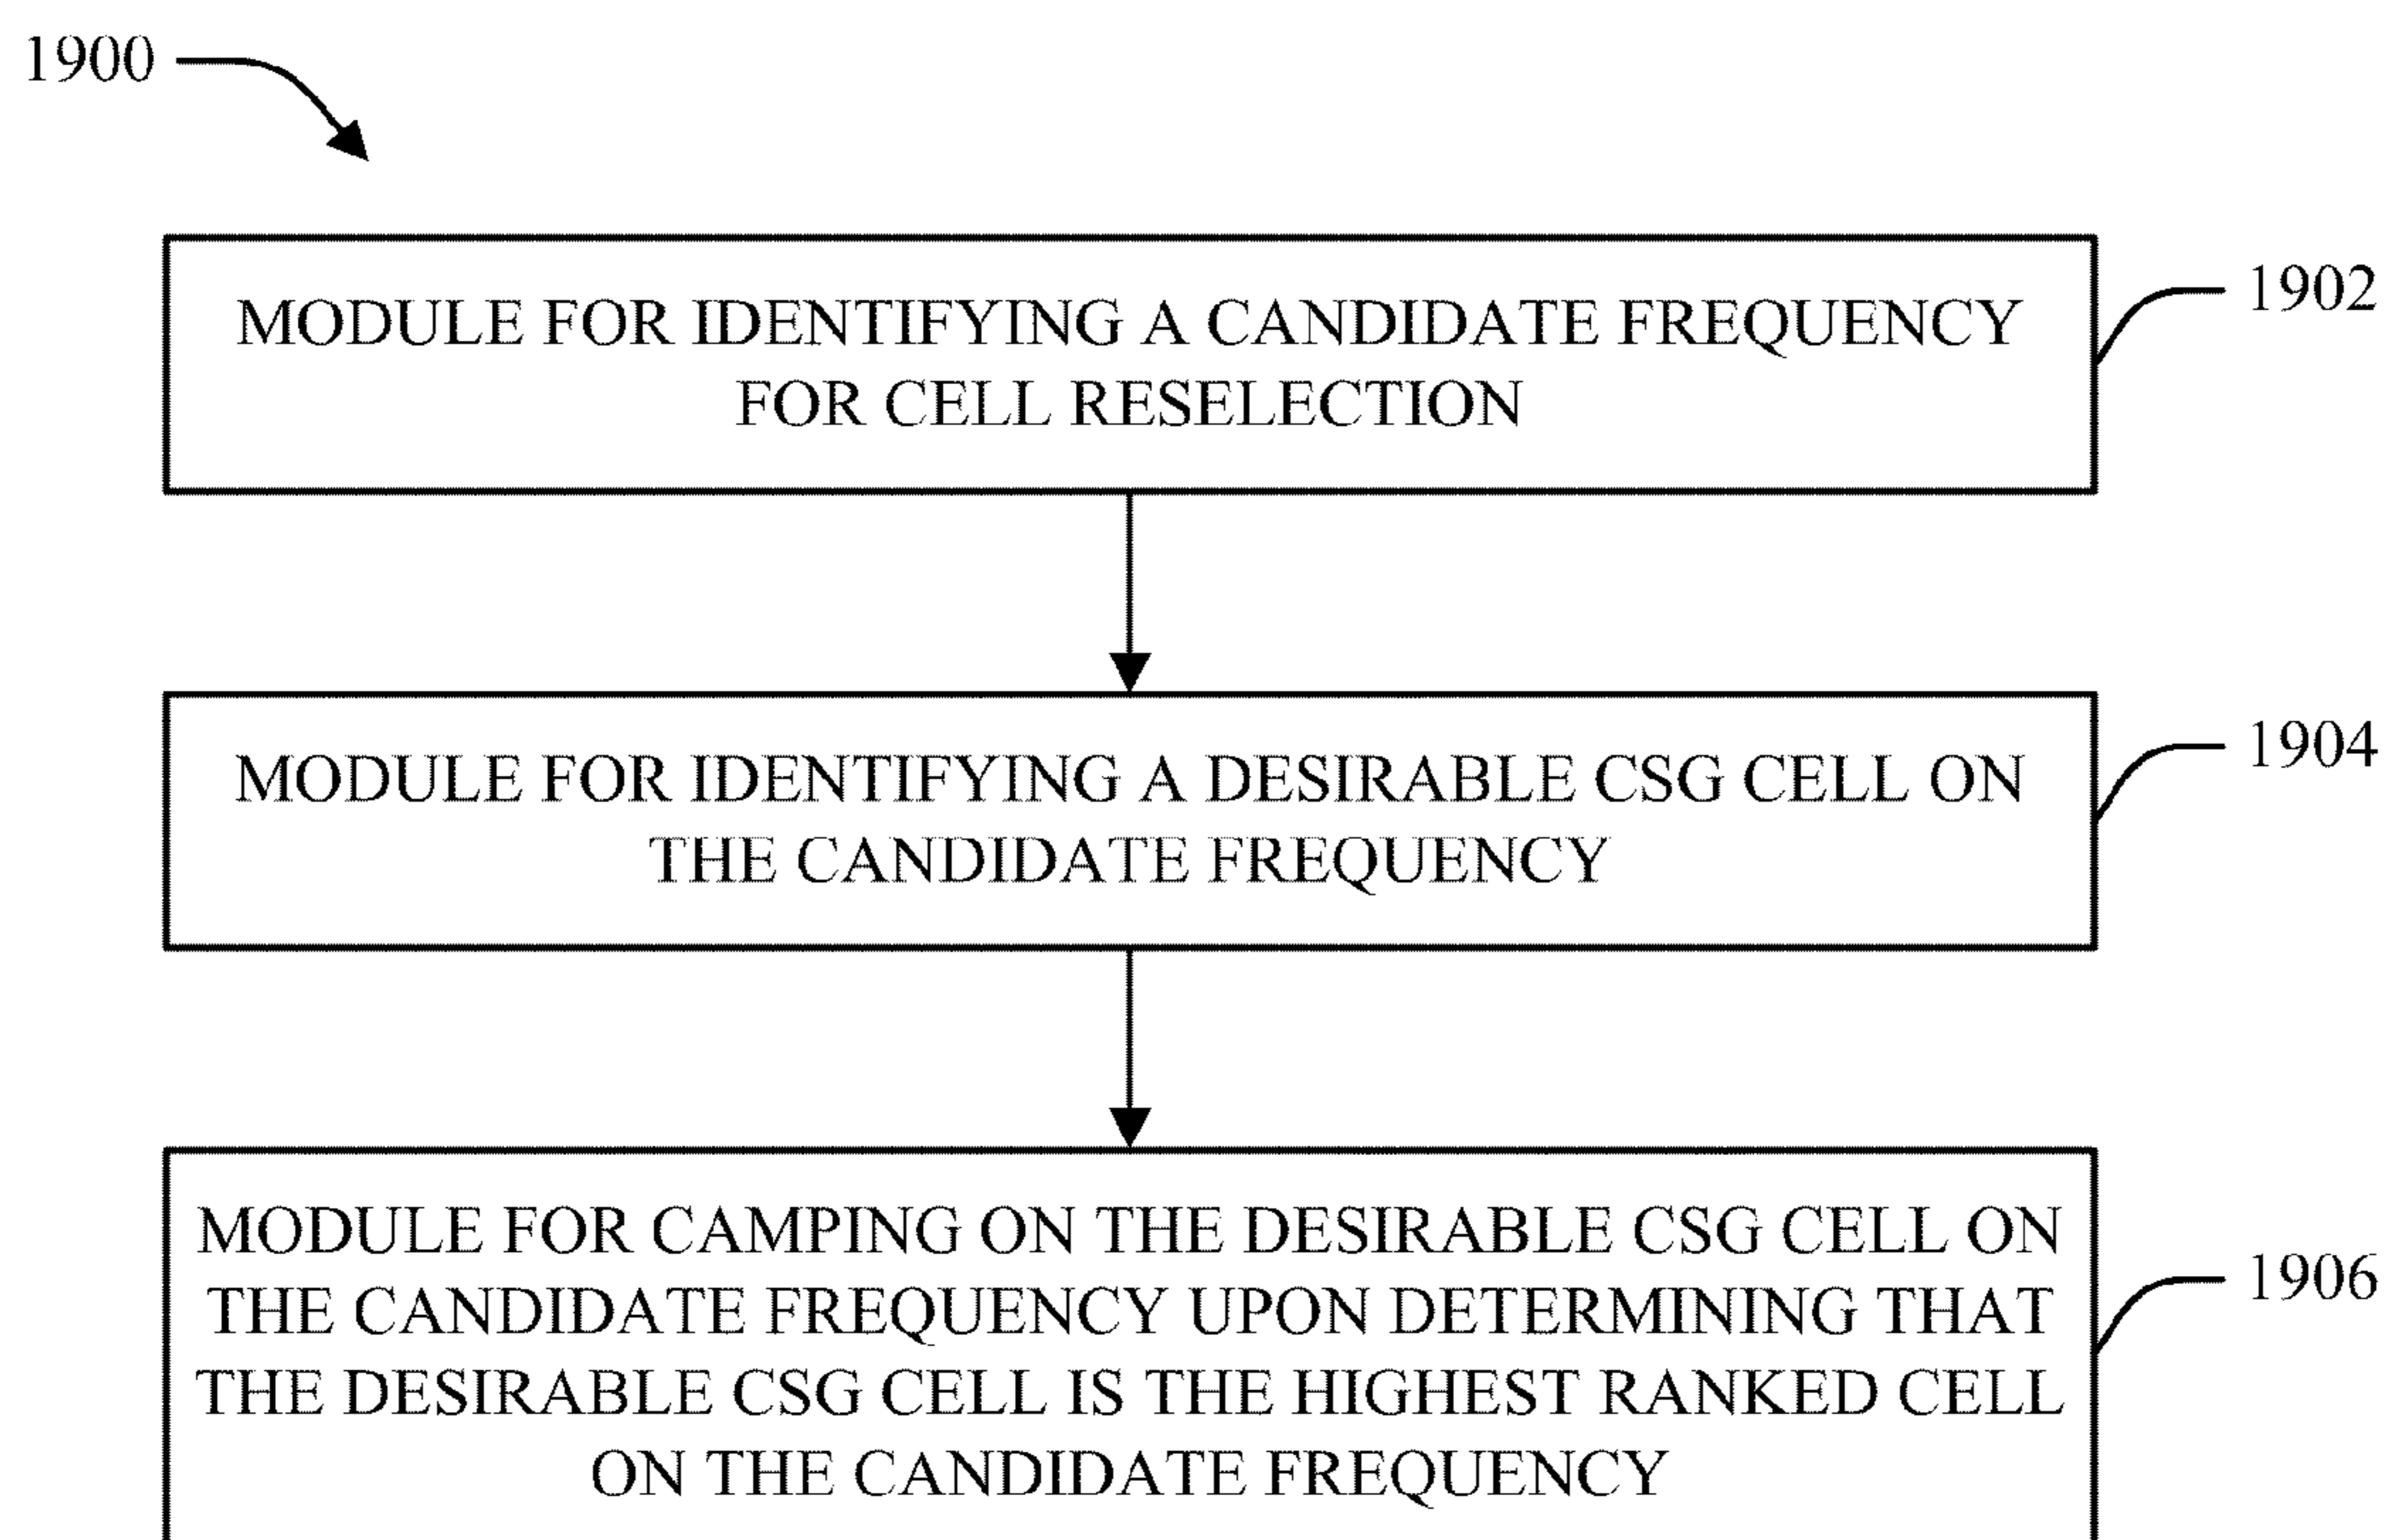 1900
MODULE FOR IDENTIFYING A CANDIDATE FREQUENCY
FOR CELL RESELECTION
1902
MODULE FOR IDENTIFYING A DESIRABLE CSG CELL ON
THE CANDIDATE FREQUENCY
1904
MODULE FOR CAMPING ON THE DESIRABLE CSG CELL ON
THE CANDIDATE FREQUENCY UPON DETERMINING THAT
THE DESIRABLE CSG CELL IS THE HIGHEST RANKED CELL
ON THE CANDIDATE FREQUENCY
1906